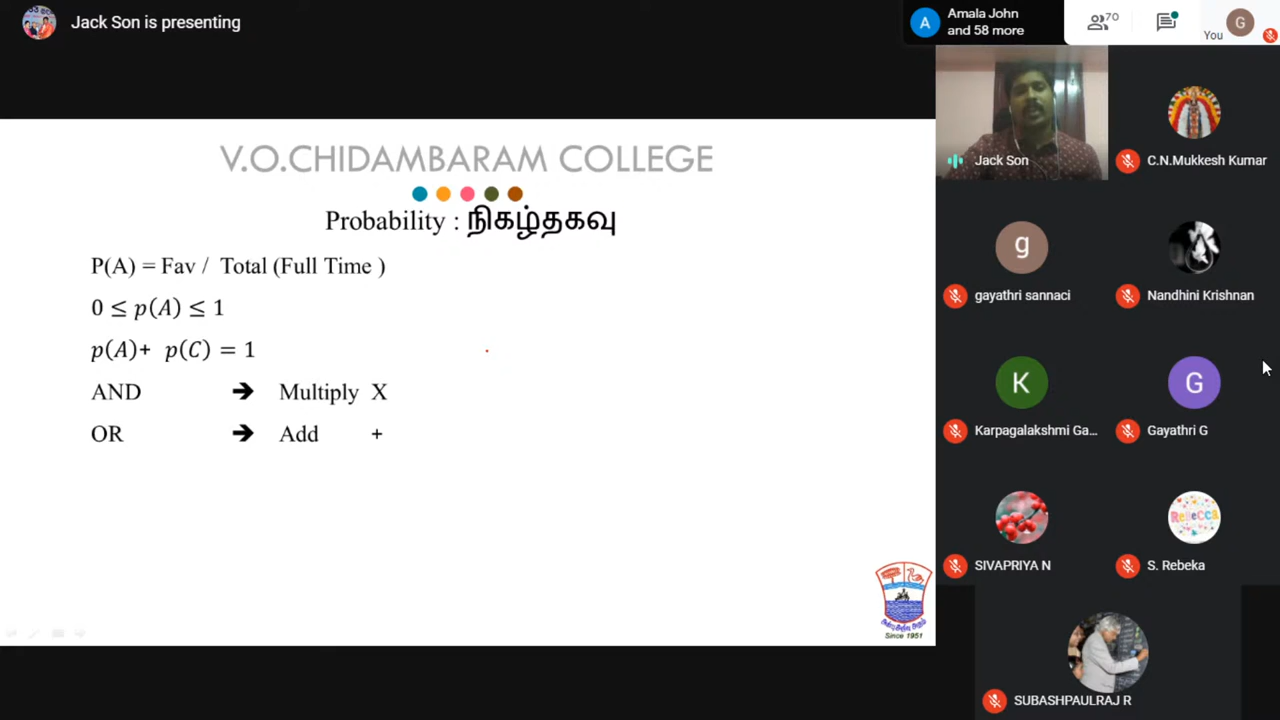 Jack Son is presenting
A
Amala John
and 58 more
70
You
G
V.O.CHIDAMBARAM COLLEGE
Probability : நிகழ்தகவு
P(A) = Fav / Total (Full Time )
0 ≤ p(A) ≤ 1
p(A)+ p(C) = 1
AND ➔ Multiply X
OR ➔ Add +
Since 1951
Jack Son
C.N.Mukkesh Kumar
g
gayathri sannaci
Nandhini Krishnan
K
Karpagalakshmi Ga...
G
Gayathri G
SIVAPRIYA N
Rebecca
S. Rebeka
SUBASHPAULRAJ R